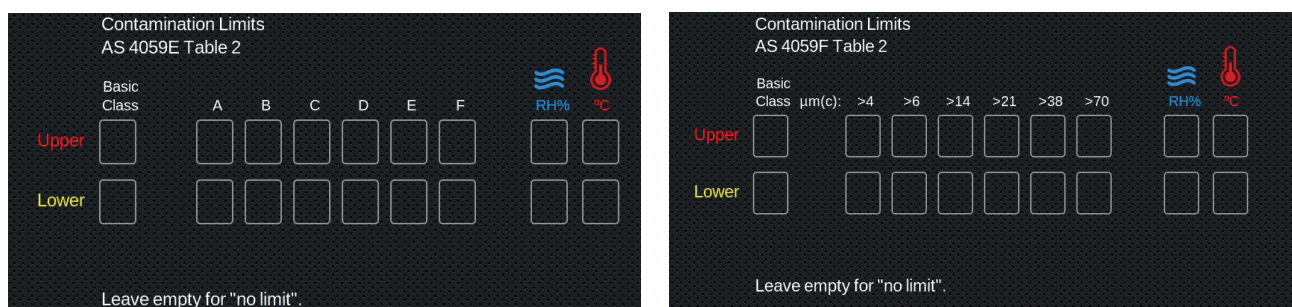 Contamination Limits
AS 4059E Table 2
Basic
Class A B C D E F RH% ºC
Upper
Lower
Leave empty for "no limit".
Contamination Limits
AS 4059F Table 2
Basic
Class µm(c): >4 >6 >14 >21 >38 >70 RH% ºC
Upper
Lower
Leave empty for "no limit".